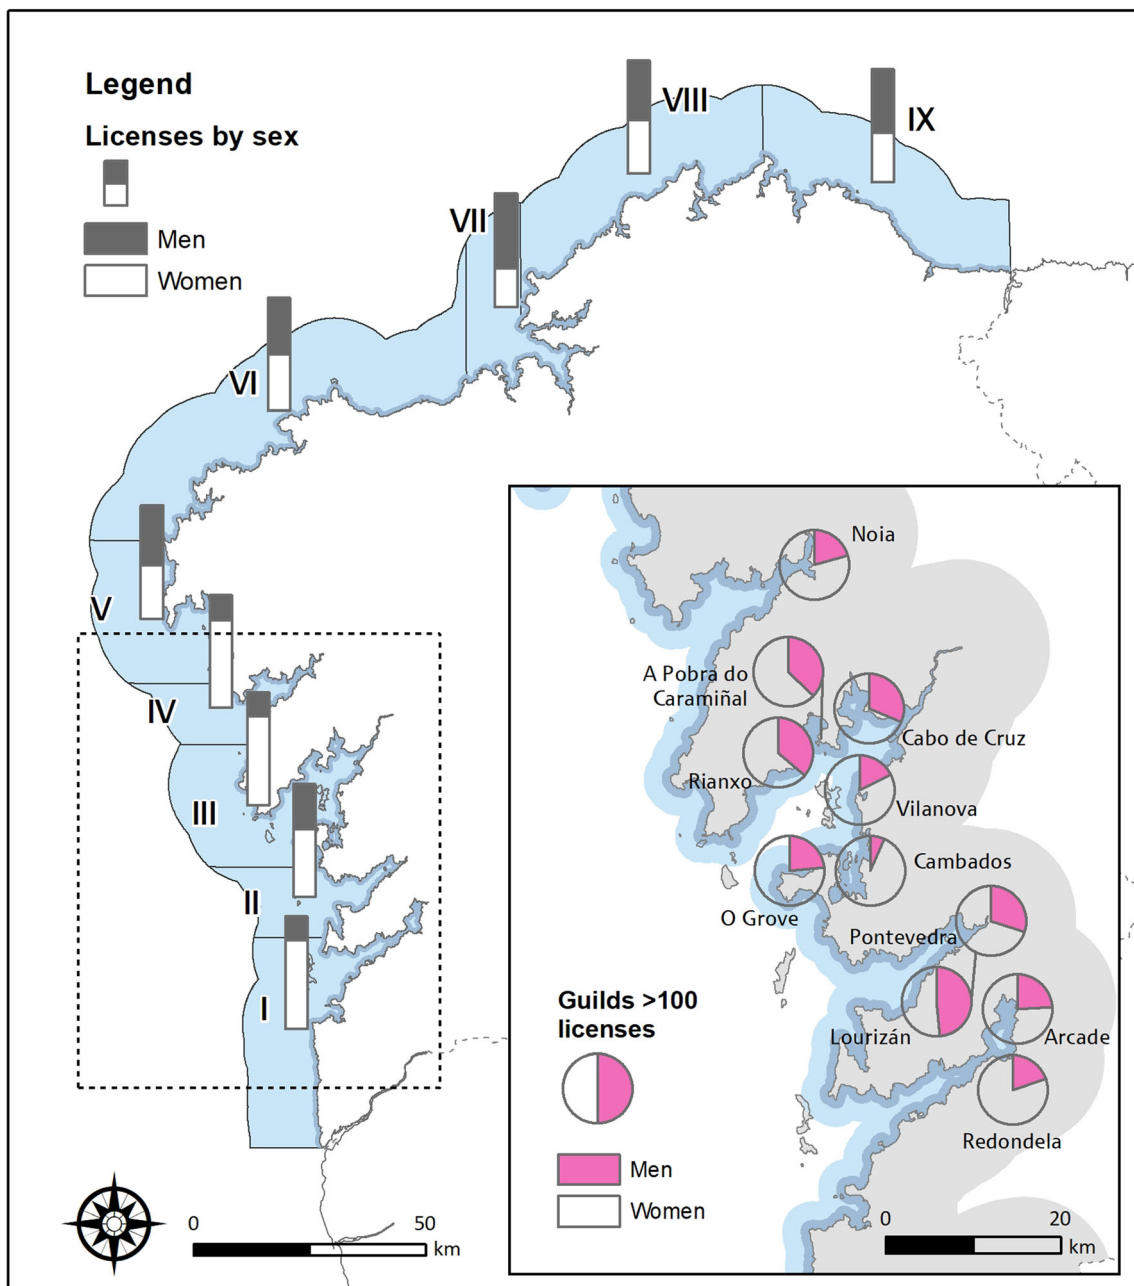 Legend
Licenses by sex
Men
Women
VIII
IX
VII
VI
V
IV
III
II
I
0 50
km
Noia
A Pobra do
Caramiñal
Cabo de Cruz
Rianxo
Vilanova
Cambados
O Grove
Pontevedra
Lourizán
Arcade
Redondela
Guilds >100
licenses
Men
Women
0 20
km